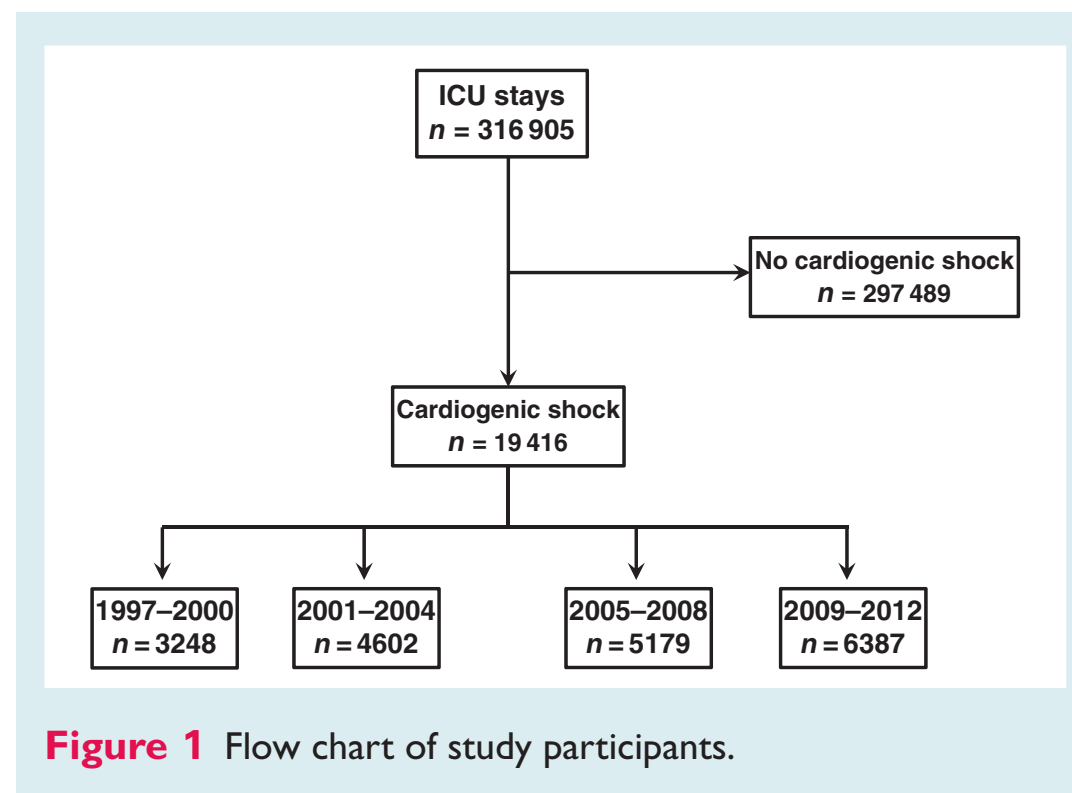 ICU stays
n = 316 905
No cardiogenic shock
n = 297 489
Cardiogenic shock
n = 19 416
1997–2000
n = 3248
2001–2004
n = 4602
2005–2008
n = 5179
2009–2012
n = 6387
Figure 1 Flow chart of study participants.